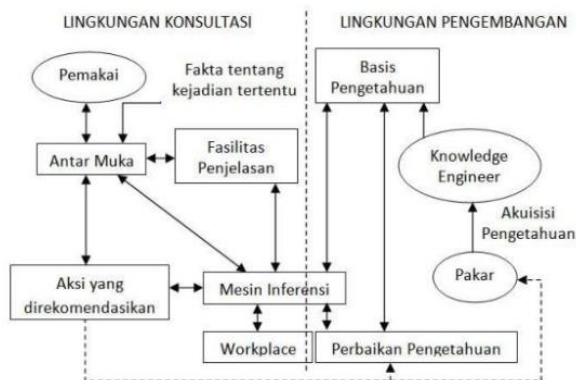 LINGKUNGAN KONSULTASI
LINGKUNGAN PENGEMBANGAN
Pemakai
Fakta tentang
kejadian tertentu
Basis
Pengetahuan
Antar Muka
Fasilitas
Penjelasan
Knowledge
Engineer
Akuisisi
Pengetahuan
Aksi yang
direkomendasikan
Mesin Inferensi
Pakar
Workplace
Perbaikan Pengetahuan